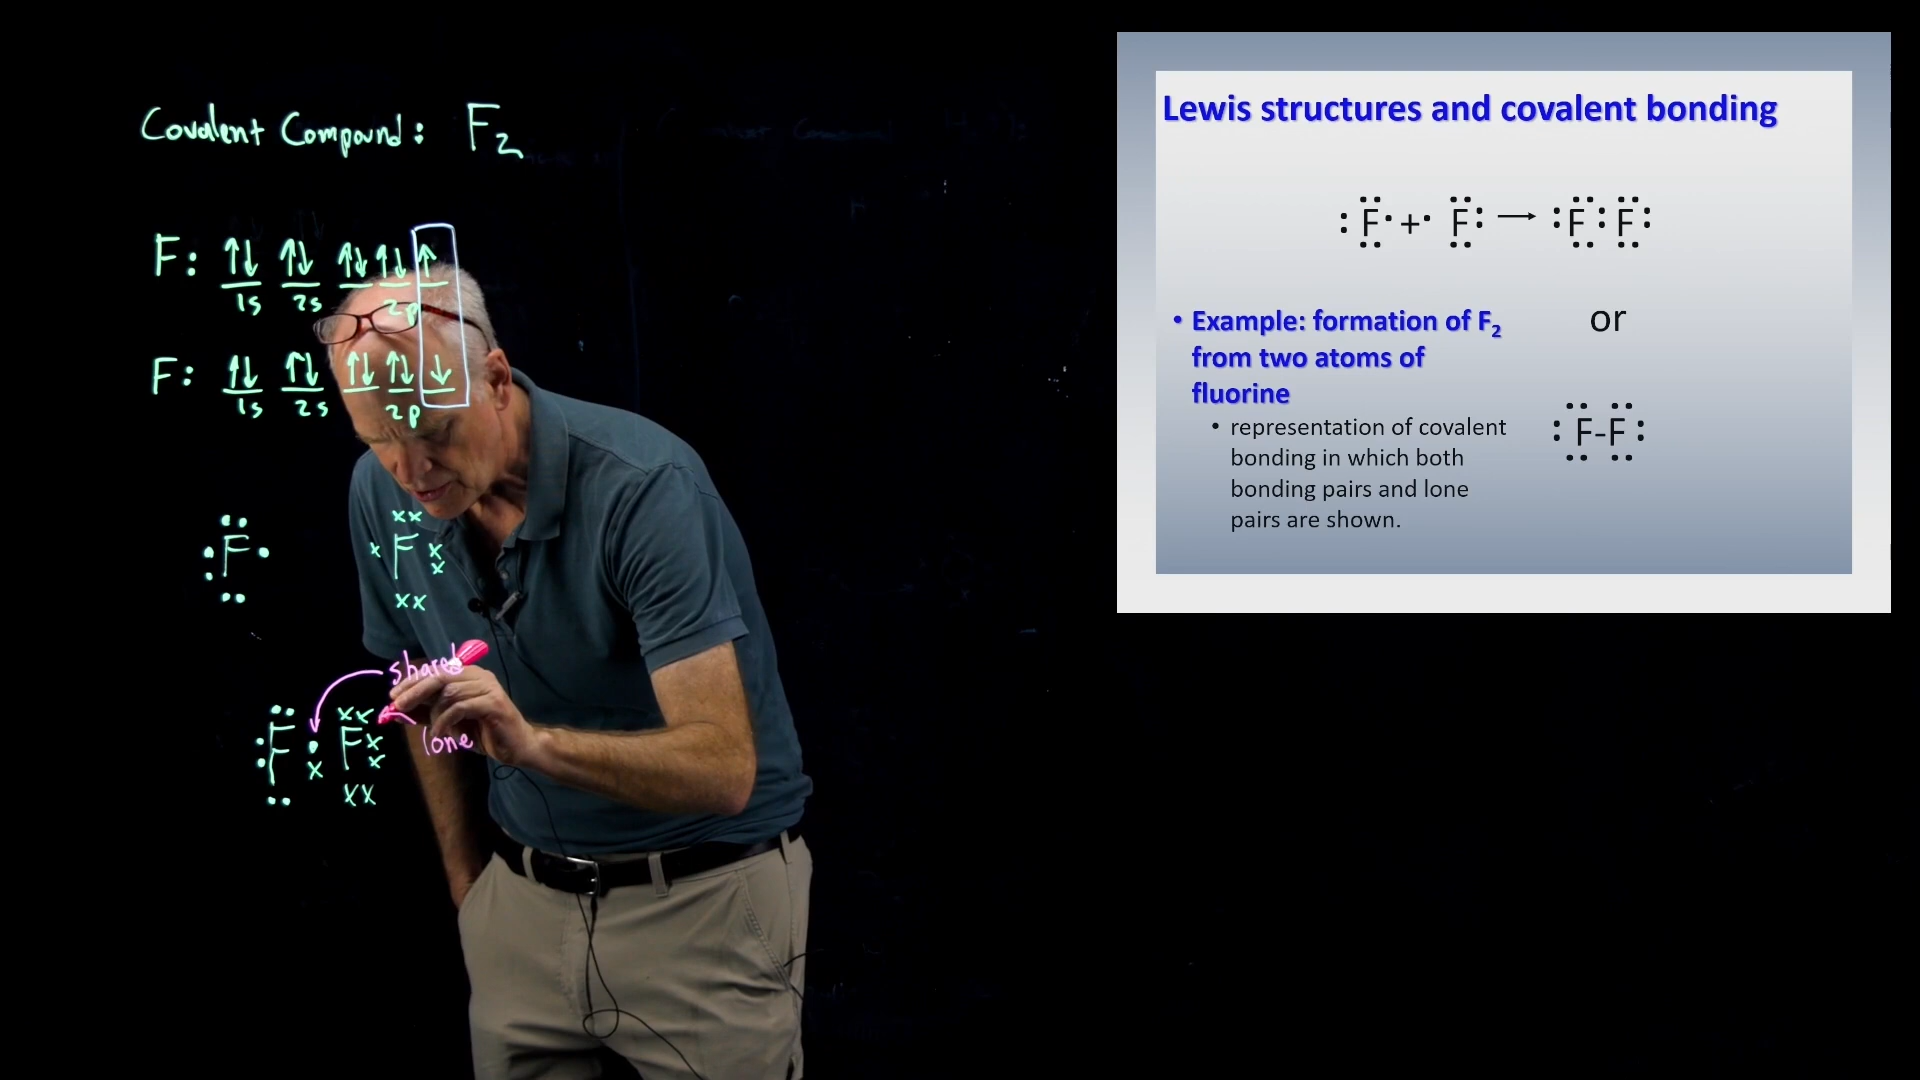 Covalent Compound: F2
F: ↑↓ ↑↓ ↑↓ ↑↓ ↑
1s 2s 2p
F: ↑↓ ↑↓ ↑↓ ↑↓ ↓
1s 2s 2p
F F
shared
F F
lone
Lewis structures and covalent bonding
F + F → F F
• Example: formation of F2
from two atoms of
fluorine
• representation of covalent
bonding in which both
bonding pairs and lone
pairs are shown.
or
F-F